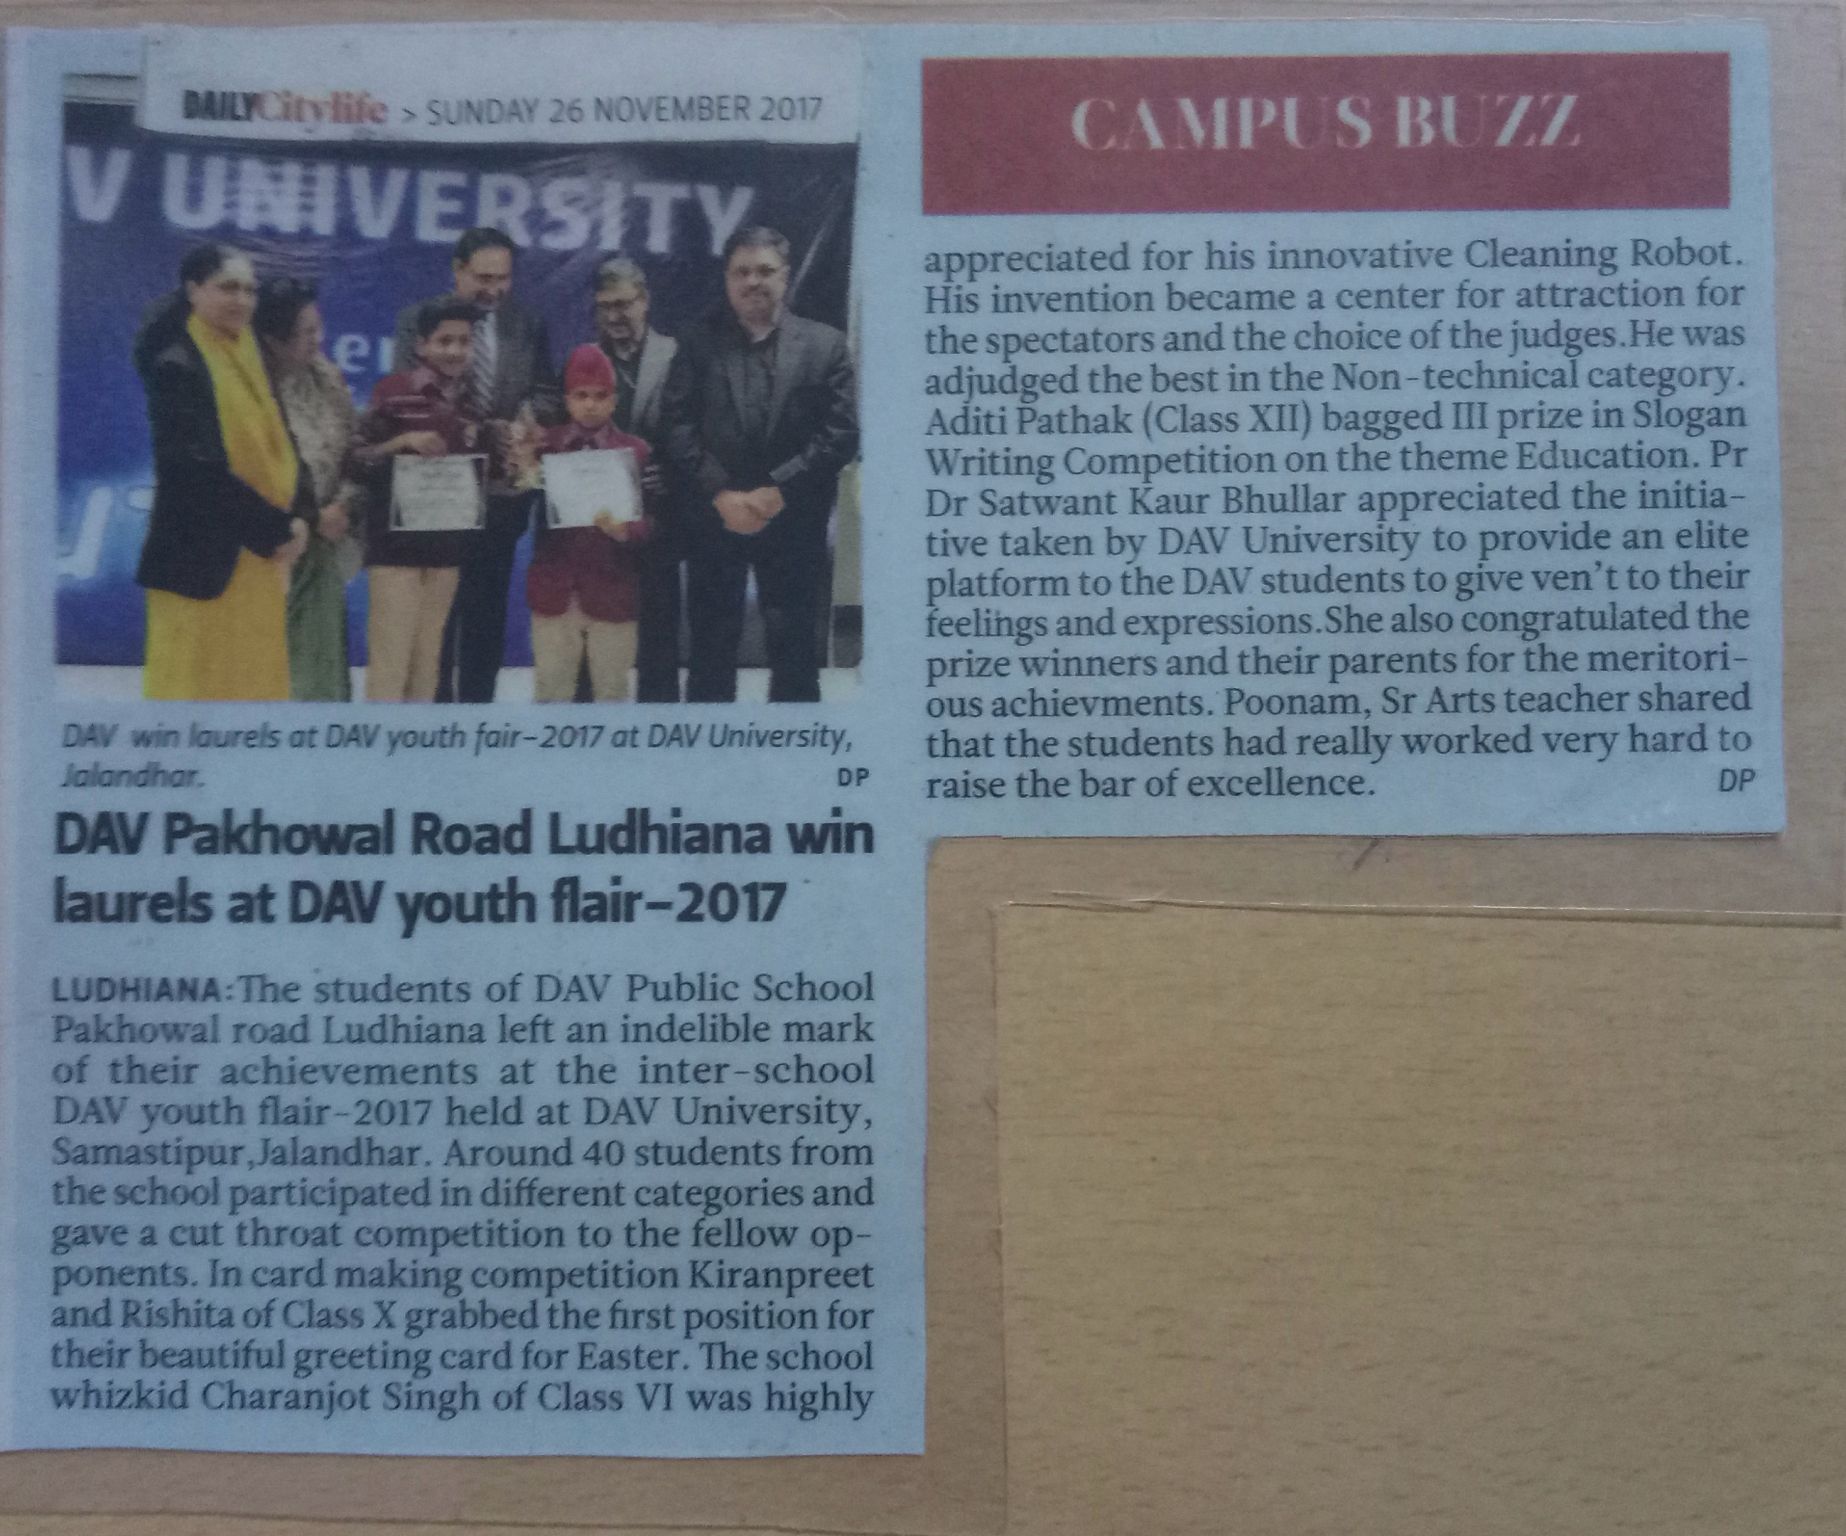 DAILYCitylife > SUNDAY 26 NOVEMBER 2017
V UNIVERSITY
DAV win laurels at DAV youth fair-2017 at DAV University,
Jalandhar. DP
DAV Pakhowal Road Ludhiana win
laurels at DAV youth flair-2017
LUDHIANA:The students of DAV Public School
Pakhowal road Ludhiana left an indelible mark
of their achievements at the inter-school
DAV youth flair-2017 held at DAV University,
Samastipur,Jalandhar. Around 40 students from
the school participated in different categories and
gave a cut throat competition to the fellow op-
ponents. In card making competition Kiranpreet
and Rishita of Class X grabbed the first position for
their beautiful greeting card for Easter. The school
whizkid Charanjot Singh of Class VI was highly
CAMPUS BUZZ
appreciated for his innovative Cleaning Robot.
His invention became a center for attraction for
the spectators and the choice of the judges.He was
adjudged the best in the Non-technical category.
Aditi Pathak (Class XII) bagged III prize in Slogan
Writing Competition on the theme Education. Pr
Dr Satwant Kaur Bhullar appreciated the initia-
tive taken by DAV University to provide an elite
platform to the DAV students to give ven't to their
feelings and expressions.She also congratulated the
prize winners and their parents for the meritori-
ous achievments. Poonam, Sr Arts teacher shared
that the students had really worked very hard to
raise the bar of excellence. DP